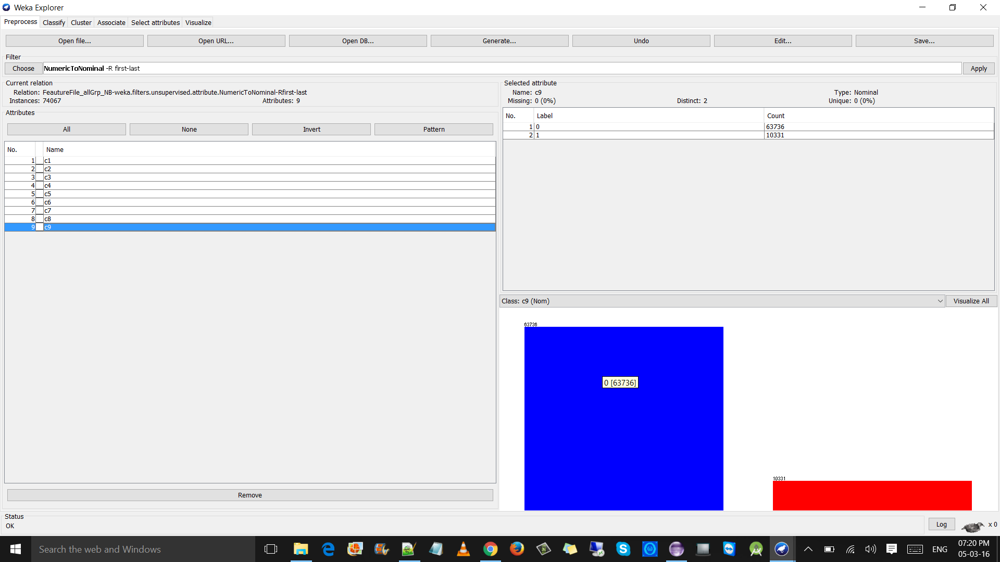 Weka Explorer
Preprocess Classify Cluster Associate Select attributes Visualize
Open file... Open URL... Open DB... Generate... Undo Edit... Save...
Filter
Choose NumericToNominal -R first-last Apply
Current relation
Relation: FeautureFile_allGrp_NB-weka.filters.unsupervised.attribute.NumericToNominal-Rfirst-last
Instances: 74067 Attributes: 9
Attributes
All None Invert Pattern
No. Name
1 c1
2 c2
3 c3
4 c4
5 c5
6 c6
7 c7
8 c8
9 c9
Remove
Selected attribute
Name: c9 Type: Nominal
Missing: 0 (0%) Distinct: 2 Unique: 0 (0%)
No. Label Count
1 0 63736
2 1 10331
Class: c9 (Nom) Visualize All
63736
0 [63736]
10331
Status
OK
Log x 0
Search the web and Windows
ENG
07:20 PM
05-03-16